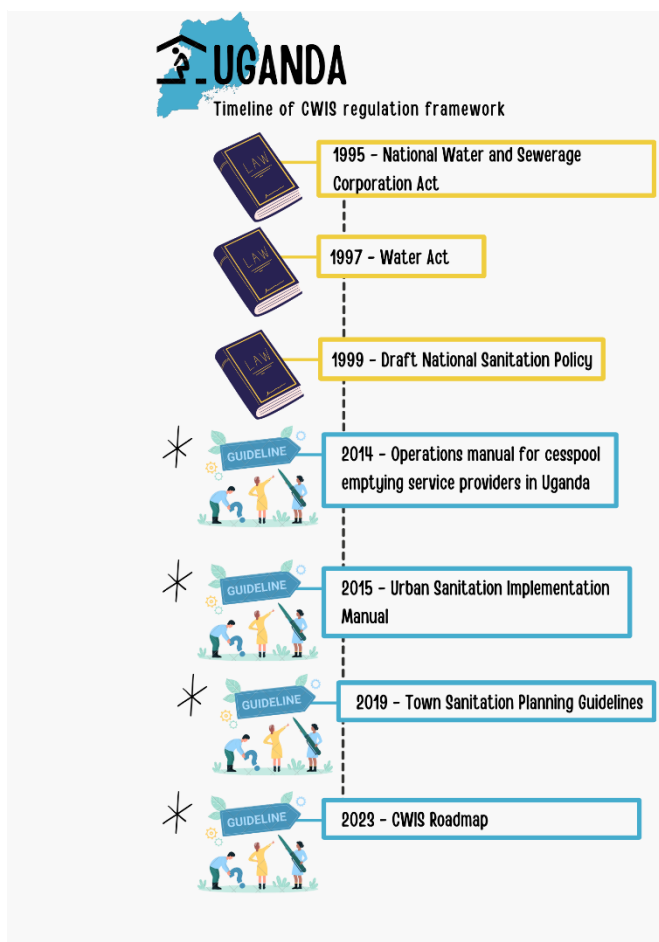 UGANDA
Timeline of CWIS regulation framework
LAW
1995 - National Water and Sewerage
Corporation Act
LAW
1997 - Water Act
LAW
1999 - Draft National Sanitation Policy
GUIDELINE
2014 - Operations manual for cesspool
emptying service providers in Uganda
GUIDELINE
2015 - Urban Sanitation Implementation
Manual
GUIDELINE
2019 - Town Sanitation Planning Guidelines
GUIDELINE
2023 - CWIS Roadmap